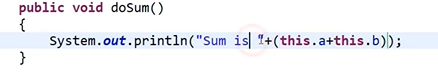 public void doSum()
{
System.out.println("Sum is "+(this.a+this.b));
}